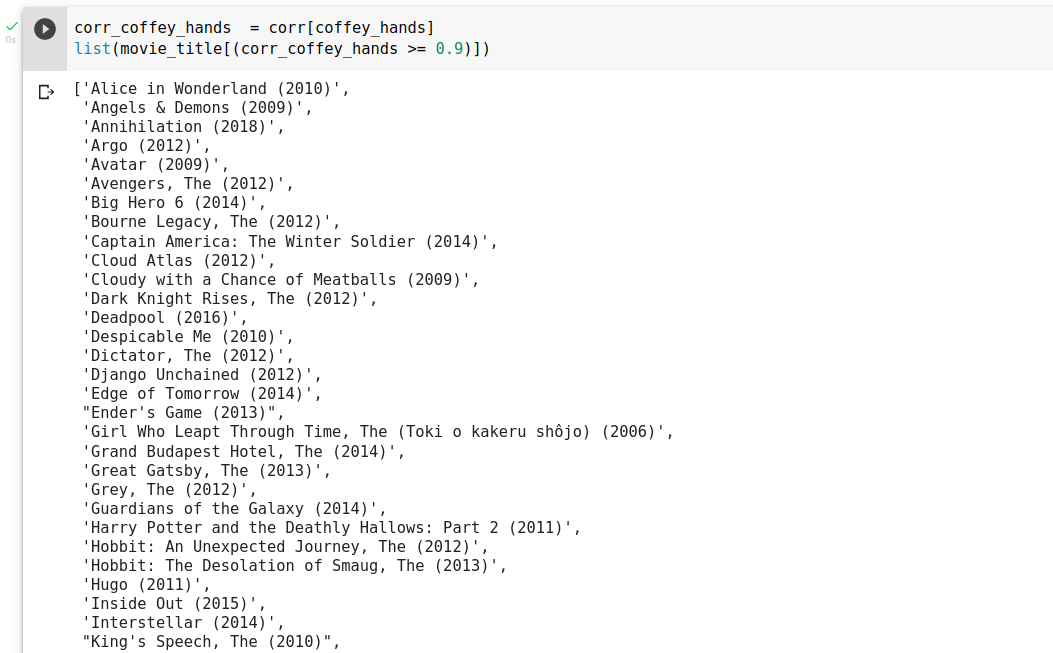 corr_coffey_hands  = corr[coffey_hands]
0s
list(movie_title[(corr_coffey_hands >= 0.9)])
['Alice in Wonderland (2010)',
'Angels & Demons (2009)',
'Annihilation (2018)',
'Argo (2012)',
'Avatar (2009)',
'Avengers, The (2012)',
'Big Hero 6 (2014)',
'Bourne Legacy, The (2012)',
'Captain America: The Winter Soldier (2014)',
'Cloud Atlas (2012)',
'Cloudy with a Chance of Meatballs (2009)',
'Dark Knight Rises, The (2012)',
'Deadpool (2016)',
'Despicable Me (2010)',
'Dictator, The (2012)',
'Django Unchained (2012)',
'Edge of Tomorrow (2014)',
"Ender's Game (2013)",
'Girl Who Leapt Through Time, The (Toki o kakeru shôjo) (2006)',
'Grand Budapest Hotel, The (2014)',
'Great Gatsby, The (2013)',
'Grey, The (2012)',
'Guardians of the Galaxy (2014)',
'Harry Potter and the Deathly Hallows: Part 2 (2011)',
'Hobbit: An Unexpected Journey, The (2012)',
'Hobbit: The Desolation of Smaug, The (2013)',
'Hugo (2011)',
'Inside Out (2015)',
'Interstellar (2014)',
"King's Speech, The (2010)",